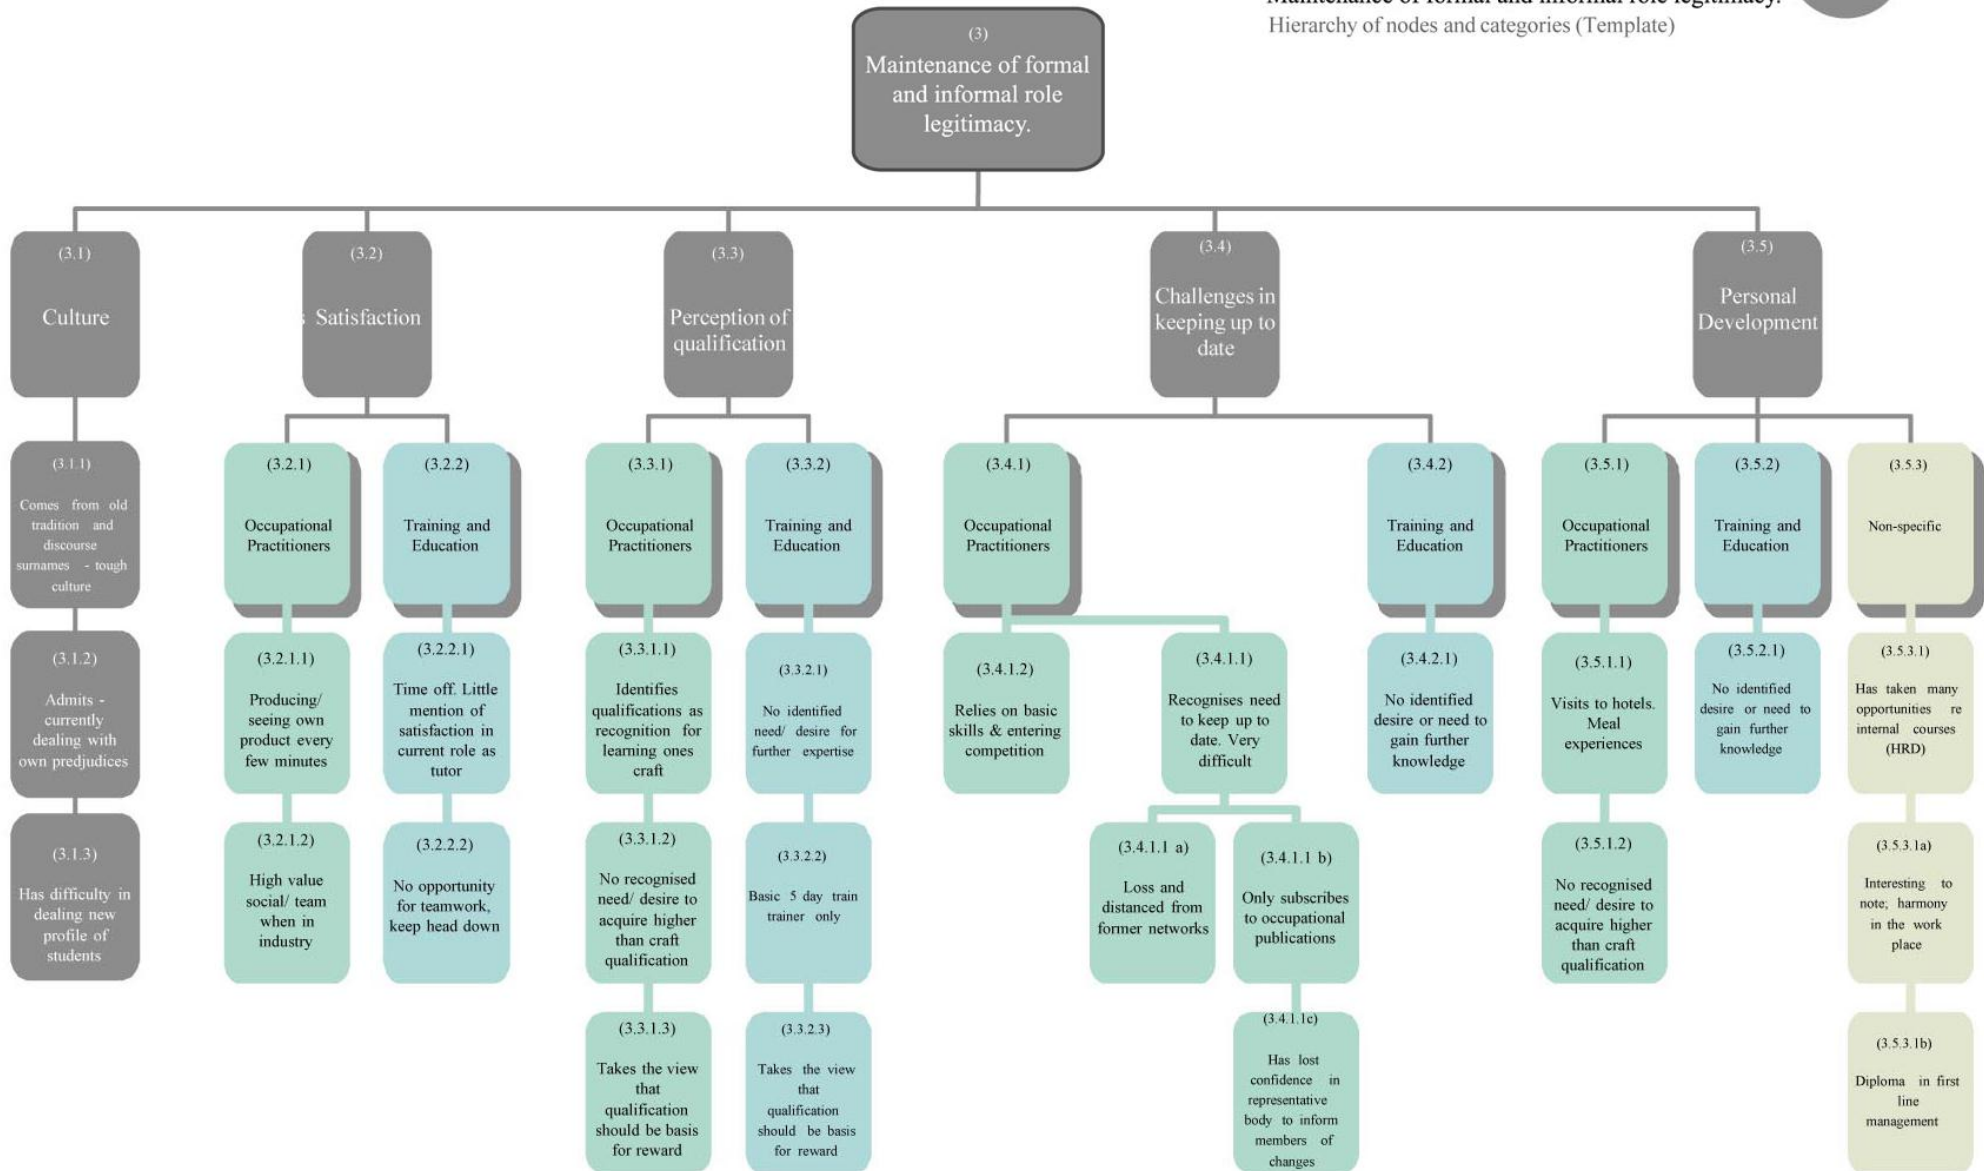 Maintenance of formal and informal role legitimacy.
Hierarchy of nodes and categories (Template)
(3)
Maintenance of formal
and informal role
legitimacy.
(3.1)
Culture
(3.2)
s Satisfaction
(3.3)
Perception of
qualification
(3.4)
Challenges in
keeping up to
date
(3.5)
Personal
Development
(3.1.1)
Comes from old
tradition and
discourse
surnames - tough
culture
(3.2.1)
Occupational
Practitioners
(3.2.2)
Training and
Education
(3.3.1)
Occupational
Practitioners
(3.3.2)
Training and
Education
(3.4.1)
Occupational
Practitioners
(3.4.2)
Training and
Education
(3.5.1)
Occupational
Practitioners
(3.5.2)
Training and
Education
(3.5.3)
Non-specific
(3.1.2)
Admits -
currently
dealing with
own predjudices
(3.2.1.1)
Producing/
seeing own
product every
few minutes
(3.2.2.1)
Time off. Little
mention of
satisfaction in
current role as
tutor
(3.3.1.1)
Identifies
qualifications as
recognition for
learning ones
craft
(3.3.2.1)
No identified
need/ desire for
further expertise
(3.4.1.2)
Relies on basic
skills & entering
competition
(3.4.1.1)
Recognises need
to keep up to
date. Very
difficult
(3.4.2.1)
No identified
desire or need to
gain further
knowledge
(3.5.1.1)
Visits to hotels.
Meal
experiences
(3.5.2.1)
No identified
desire or need to
gain further
knowledge
(3.5.3.1)
Has taken many
opportunities re
internal courses
(HRD)
(3.1.3)
Has difficulty in
dealing new
profile of
students
(3.2.1.2)
High value
social/ team
when in
industry
(3.2.2.2)
No opportunity
for teamwork,
keep head down
(3.3.1.2)
No recognised
need/ desire to
acquire higher
than craft
qualification
(3.3.2.2)
Basic 5 day train
trainer only
(3.4.1.1 a)
Loss and
distanced from
former networks
(3.4.1.1 b)
Only subscribes
to occupational
publications
(3.5.1.2)
No recognised
need/ desire to
acquire higher
than craft
qualification
(3.5.3.1a)
Interesting to
note; harmony
in the work
place
(3.3.1.3)
Takes the view
that
qualification
should be basis
for reward
(3.3.2.3)
Takes the view
that
qualification
should be basis
for reward
(3.4.1.1c)
Has lost
confidence in
representative
body to inform
members of
changes
(3.5.3.1b)
Diploma in first
line
management